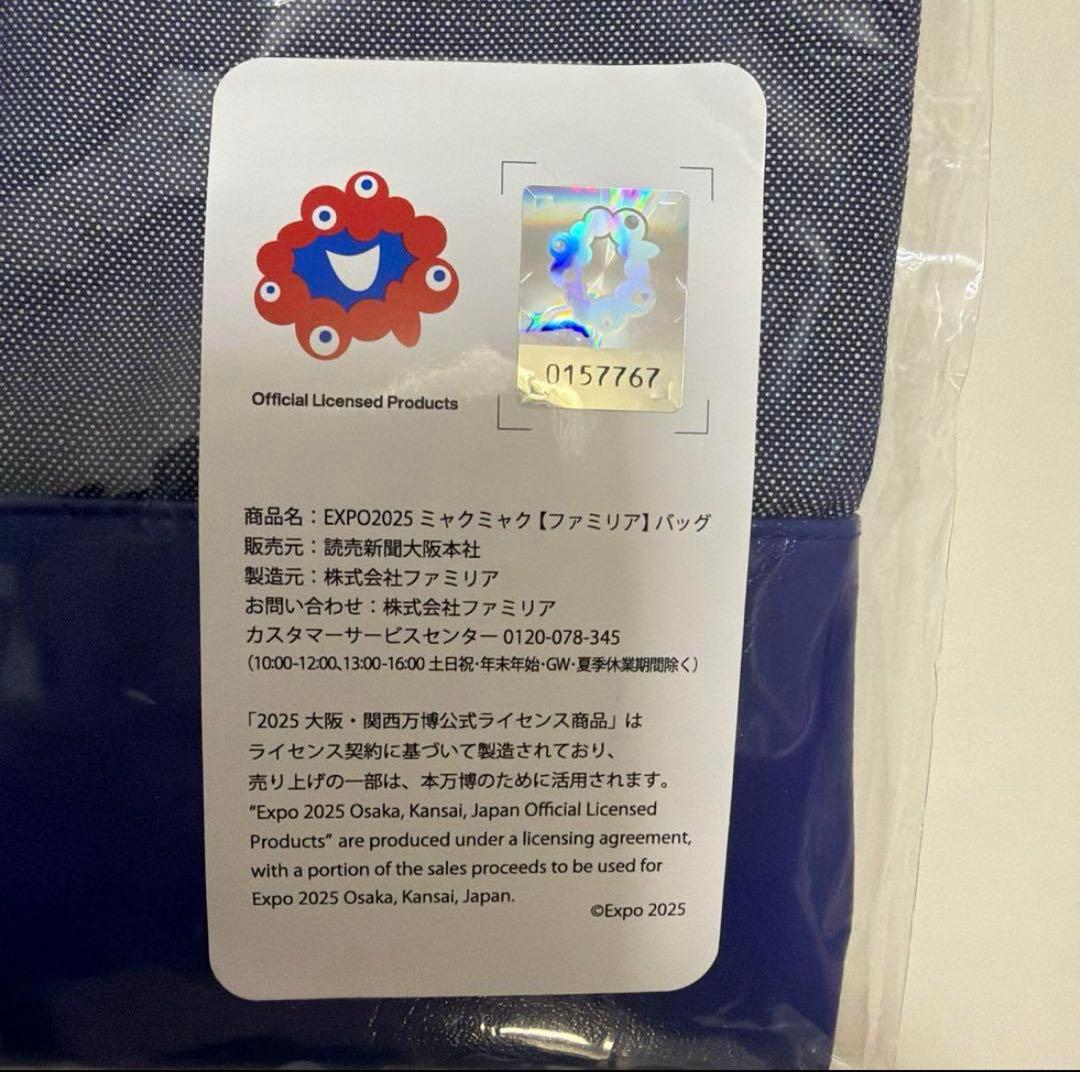 Official Licensed Products
0157767
商品名：EXPO2025 ミャクミャク【ファミリア】バッグ
販売元：読売新聞大阪本社
製造元：株式会社ファミリア
お問い合わせ：株式会社ファミリア
カスタマーサービスセンター 0120-078-345
（10:00-12:00、13:00-16:00 土日祝・年末年始・GW・夏季休業期間除く）
「2025 大阪・関西万博公式ライセンス商品」は
ライセンス契約に基づいて製造されており、
売り上げの一部は、本万博のために活用されます。
“Expo 2025 Osaka, Kansai, Japan Official Licensed
Products” are produced under a licensing agreement,
with a portion of the sales proceeds to be used for
Expo 2025 Osaka, Kansai, Japan.
©Expo 2025